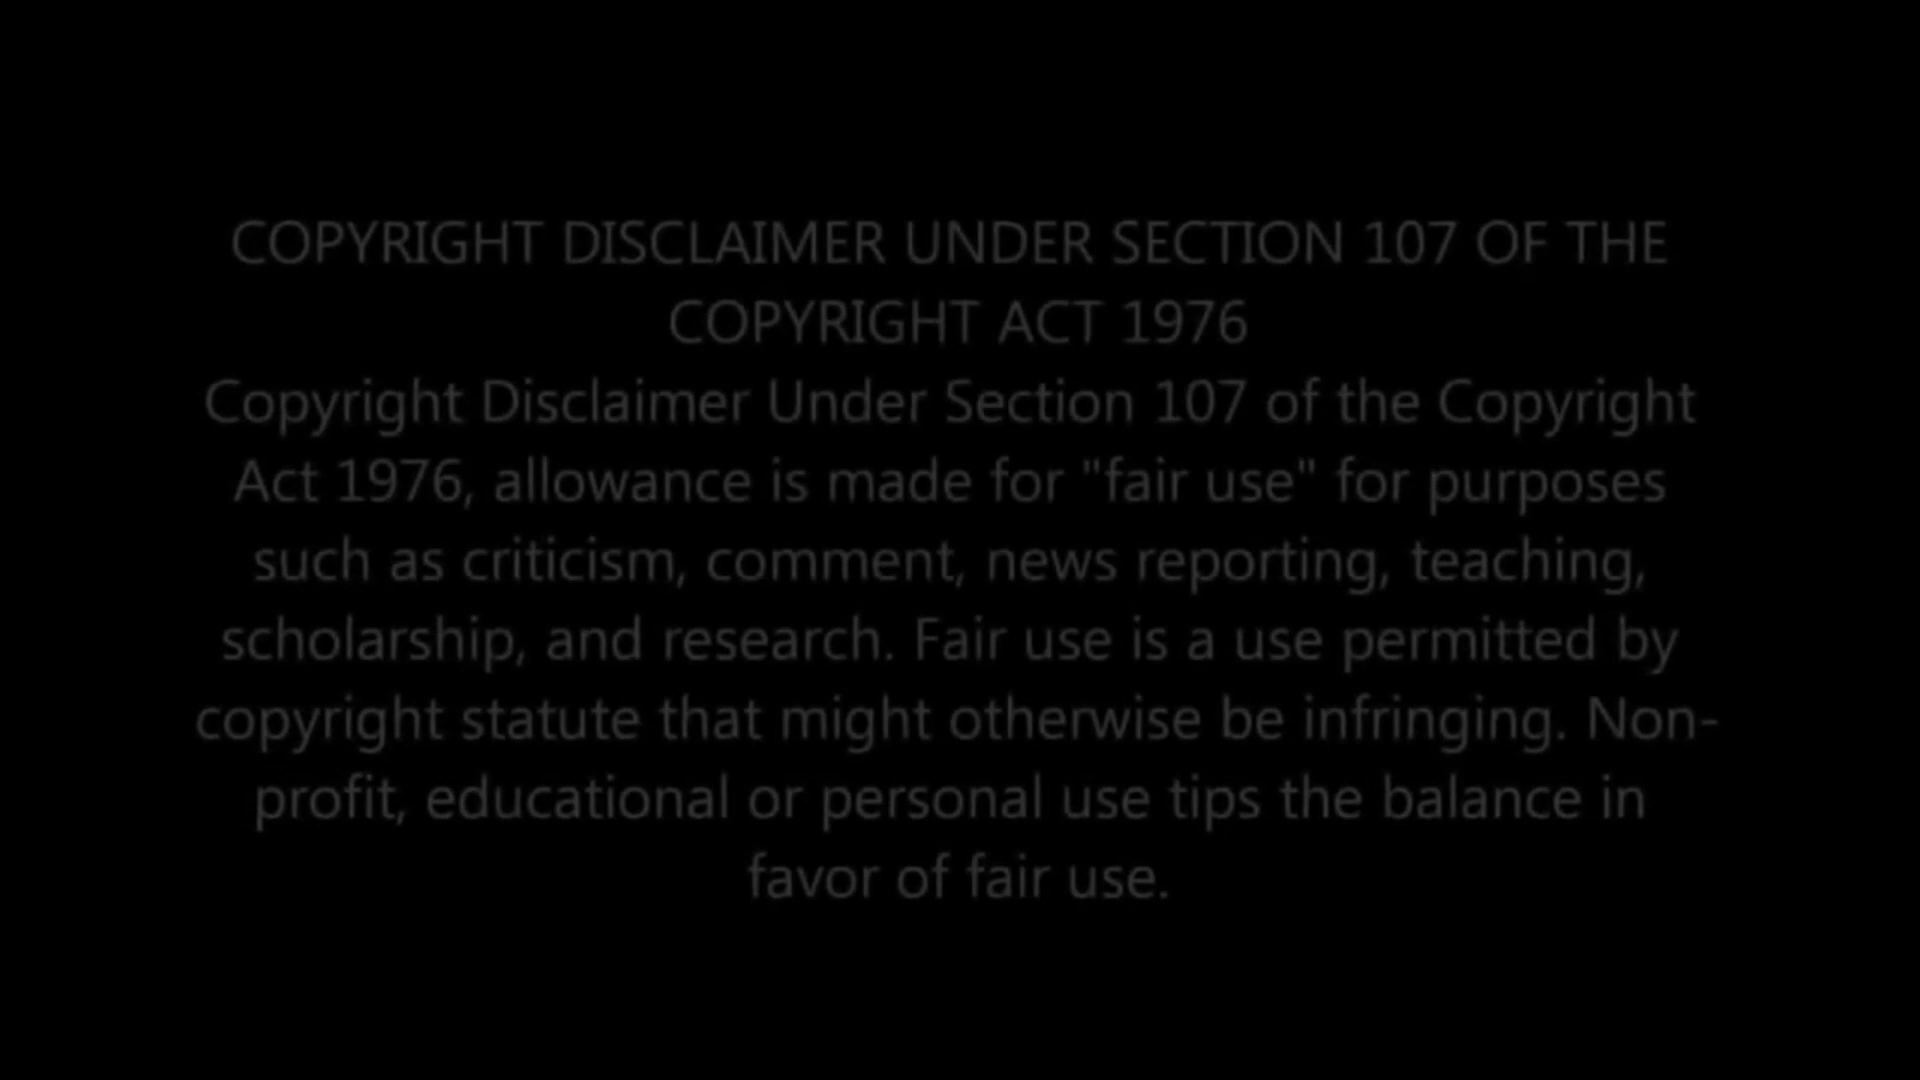 COPYRIGHT DISCLAIMER UNDER SECTION 107 OF THE
COPYRIGHT ACT 1976
Copyright Disclaimer Under Section 107 of the Copyright
Act 1976, allowance is made for "fair use" for purposes
such as criticism, comment, news reporting, teaching,
scholarship, and research. Fair use is a use permitted by
copyright statute that might otherwise be infringing. Non-
profit, educational or personal use tips the balance in
favor of fair use.